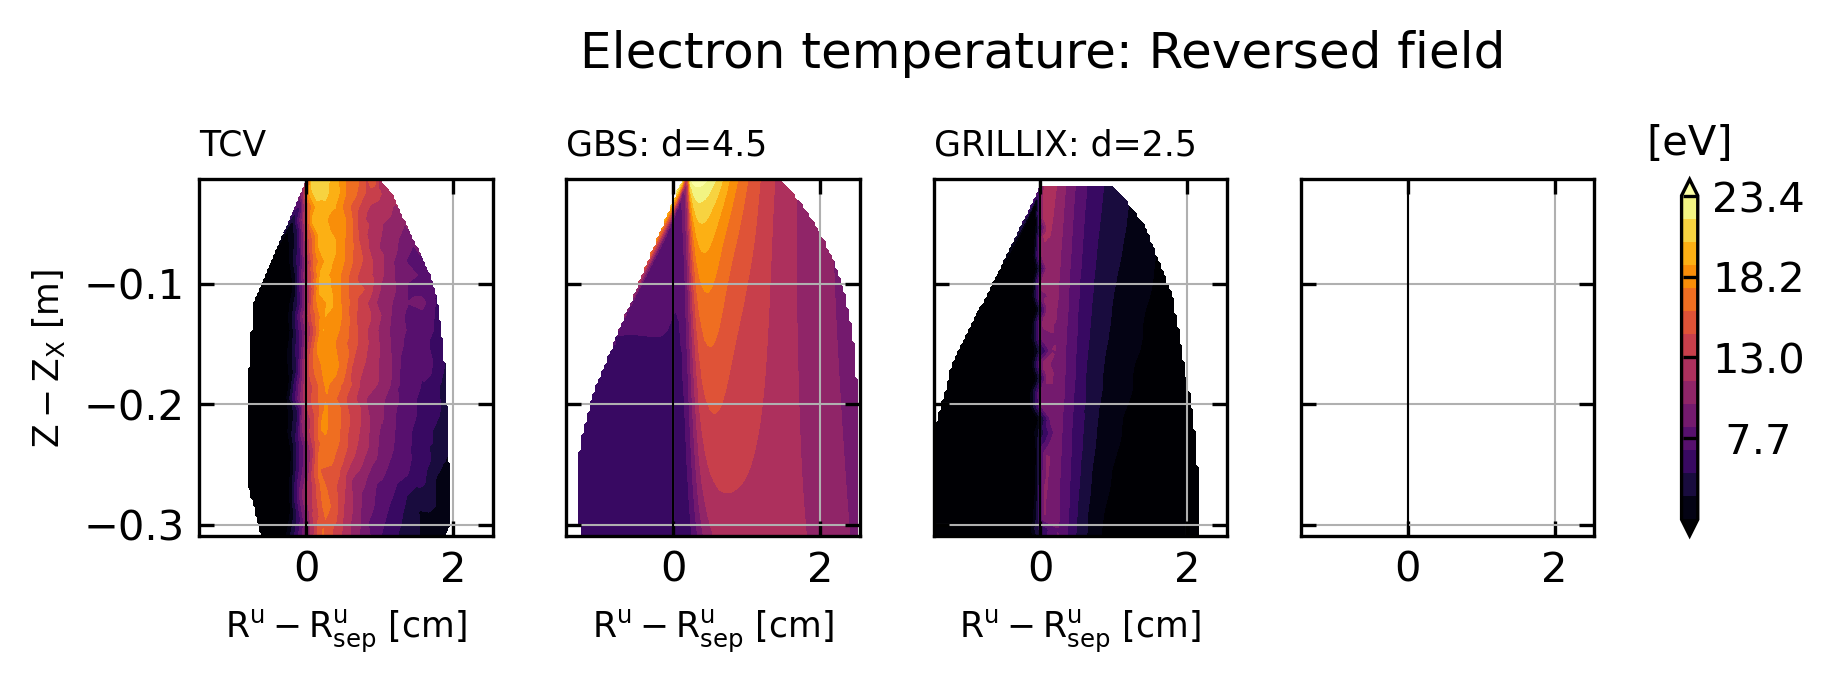 Electron temperature: Reversed field
TCV
GBS: d=4.5
GRILLIX: d=2.5
[eV]
23.4
18.2
13.0
7.7
Z − Z_X [m]
−0.1
−0.2
−0.3
0 2
0 2
0 2
0 2
R^u − R^u_sep [cm]
R^u − R^u_sep [cm]
R^u − R^u_sep [cm]